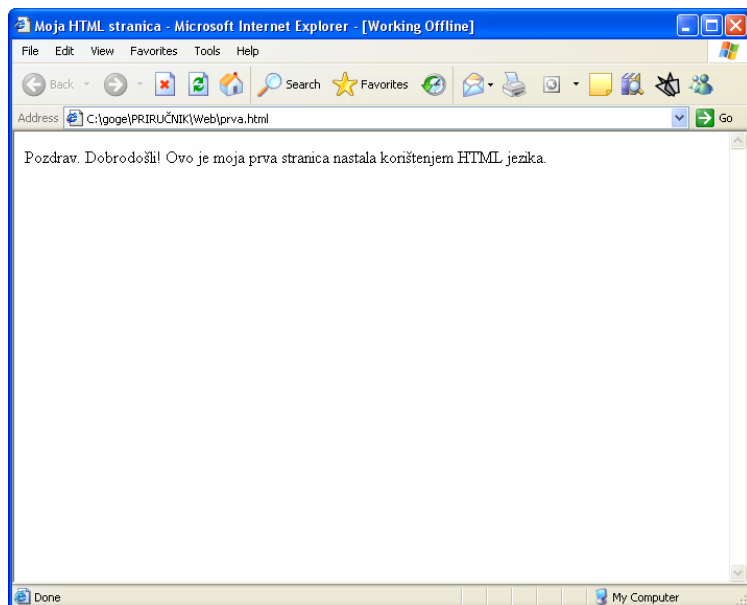 Moja HTML stranica - Microsoft Internet Explorer - [Working Offline]
File Edit View Favorites Tools Help
Back Search Favorites
Address C:\goge\PRIRUČNIK\Web\prva.html Go
Pozdrav. Dobrodošli! Ovo je moja prva stranica nastala korištenjem HTML jezika.
Done My Computer